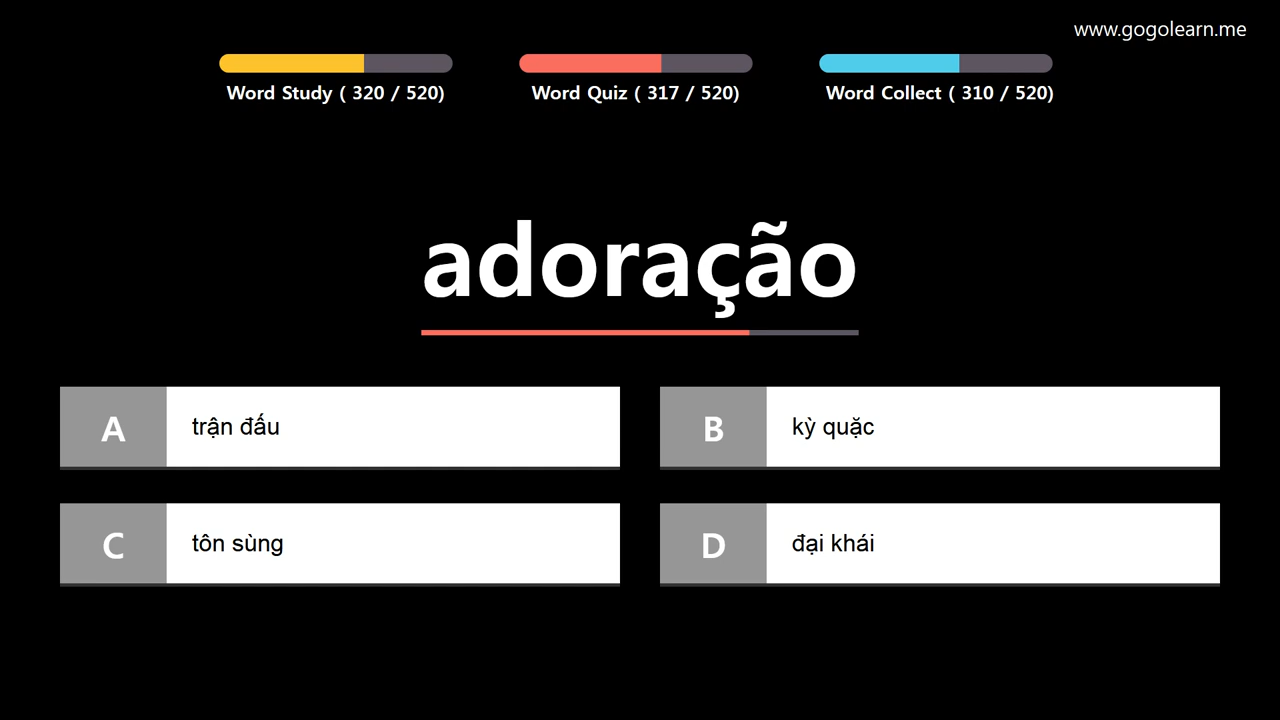 www.gogolearn.me
Word Study ( 320 / 520)
Word Quiz ( 317 / 520)
Word Collect ( 310 / 520)
adoração
A
trận đấu
B
kỳ quặc
C
tôn sùng
D
đại khái